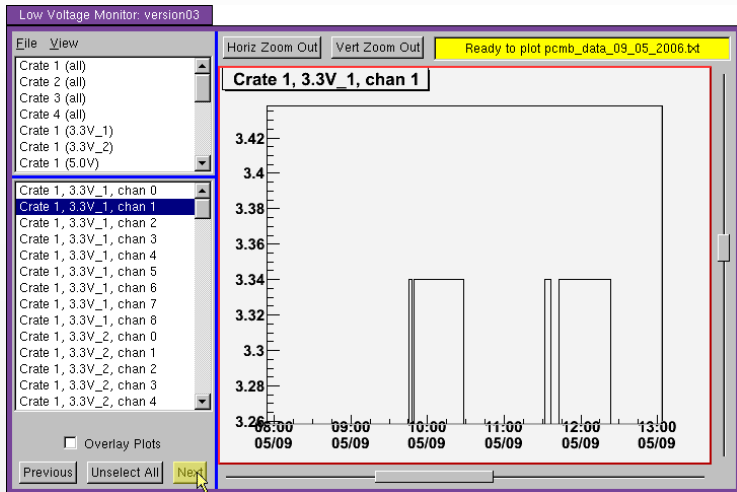 Low Voltage Monitor: version03
File View
Horiz Zoom Out
Vert Zoom Out
Ready to plot pcmb_data_09_05_2006.txt
Crate 1 (all)
Crate 2 (all)
Crate 3 (all)
Crate 4 (all)
Crate 1 (3.3V_1)
Crate 1 (3.3V_2)
Crate 1 (5.0V)
Crate 1, 3.3V_1, chan 0
Crate 1, 3.3V_1, chan 1
Crate 1, 3.3V_1, chan 2
Crate 1, 3.3V_1, chan 3
Crate 1, 3.3V_1, chan 4
Crate 1, 3.3V_1, chan 5
Crate 1, 3.3V_1, chan 6
Crate 1, 3.3V_1, chan 7
Crate 1, 3.3V_1, chan 8
Crate 1, 3.3V_2, chan 0
Crate 1, 3.3V_2, chan 1
Crate 1, 3.3V_2, chan 2
Crate 1, 3.3V_2, chan 3
Crate 1, 3.3V_2, chan 4
Overlay Plots
Previous
Unselect All
Next
Crate 1, 3.3V_1, chan 1
3.42
3.4
3.38
3.36
3.34
3.32
3.3
3.28
3.26
08:00 09:00 10:00 11:00 12:00 13:00
05/09 05/09 05/09 05/09 05/09 05/09